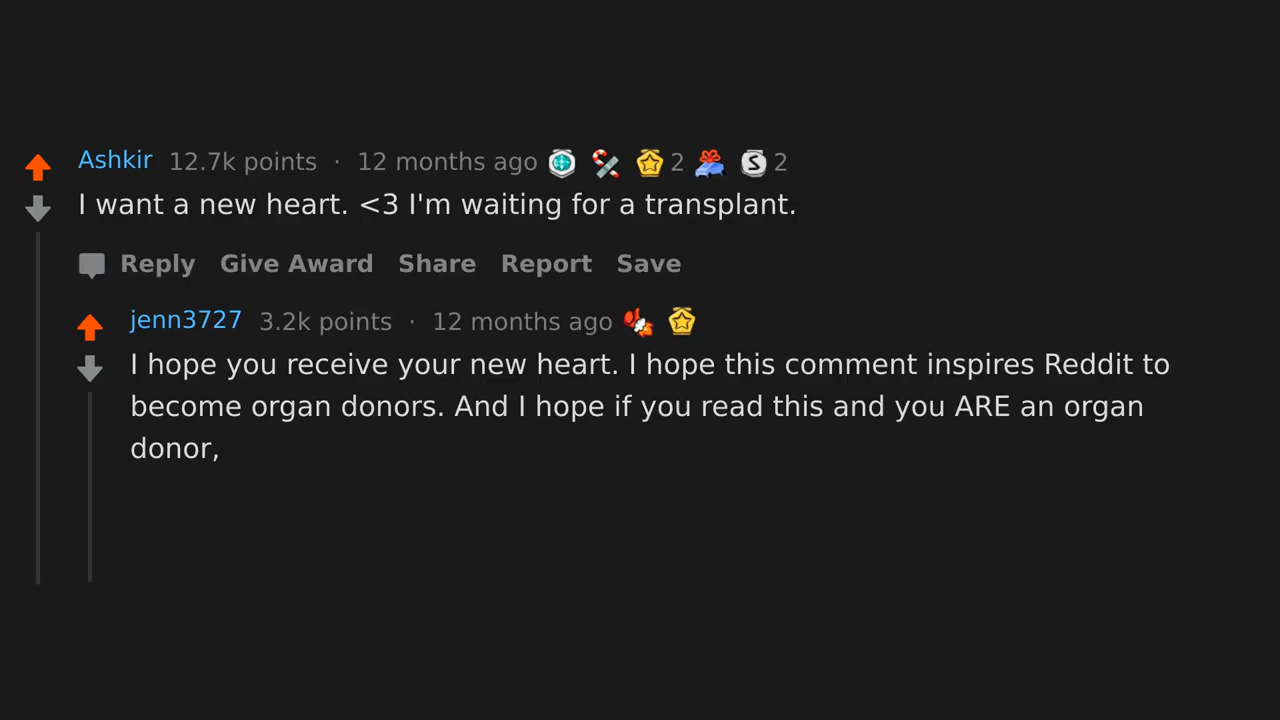 Ashkir 12.7k points · 12 months ago 2 S 2
I want a new heart. <3 I'm waiting for a transplant.
Reply Give Award Share Report Save
jenn3727 3.2k points · 12 months ago
I hope you receive your new heart. I hope this comment inspires Reddit to
become organ donors. And I hope if you read this and you ARE an organ
donor,